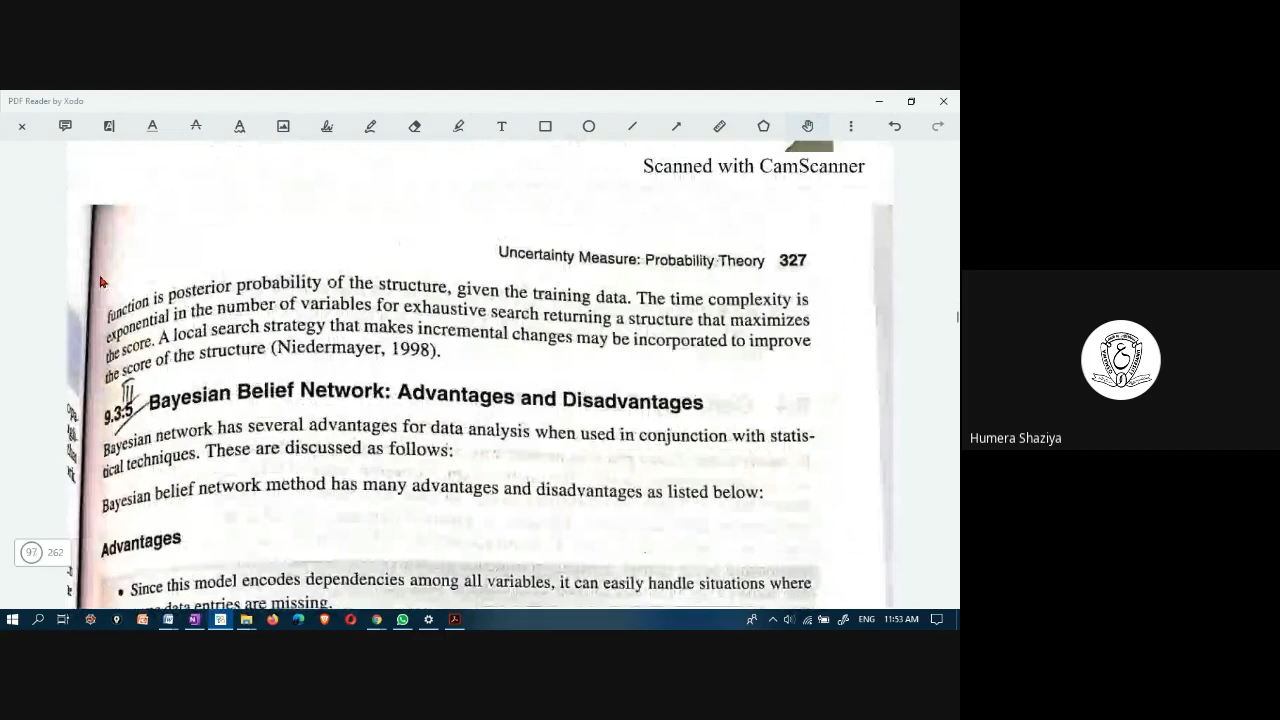 PDF Reader by Xodo
Scanned with CamScanner
Uncertainty Measure: Probability Theory 327
function is posterior probability of the structure, given the training data. The time complexity is
exponential in the number of variables for exhaustive search returning a structure that maximizes
the score. A local search strategy that makes incremental changes may be incorporated to improve
the score of the structure (Niedermayer, 1998).
III
9.3.5 Bayesian Belief Network: Advantages and Disadvantages
Bayesian network has several advantages for data analysis when used in conjunction with statis-
tical techniques. These are discussed as follows:
Bayesian belief network method has many advantages and disadvantages as listed below:
Advantages
• Since this model encodes dependencies among all variables, it can easily handle situations where
data entries are missing.
97 262
Humera Shaziya
ENG 11:53 AM